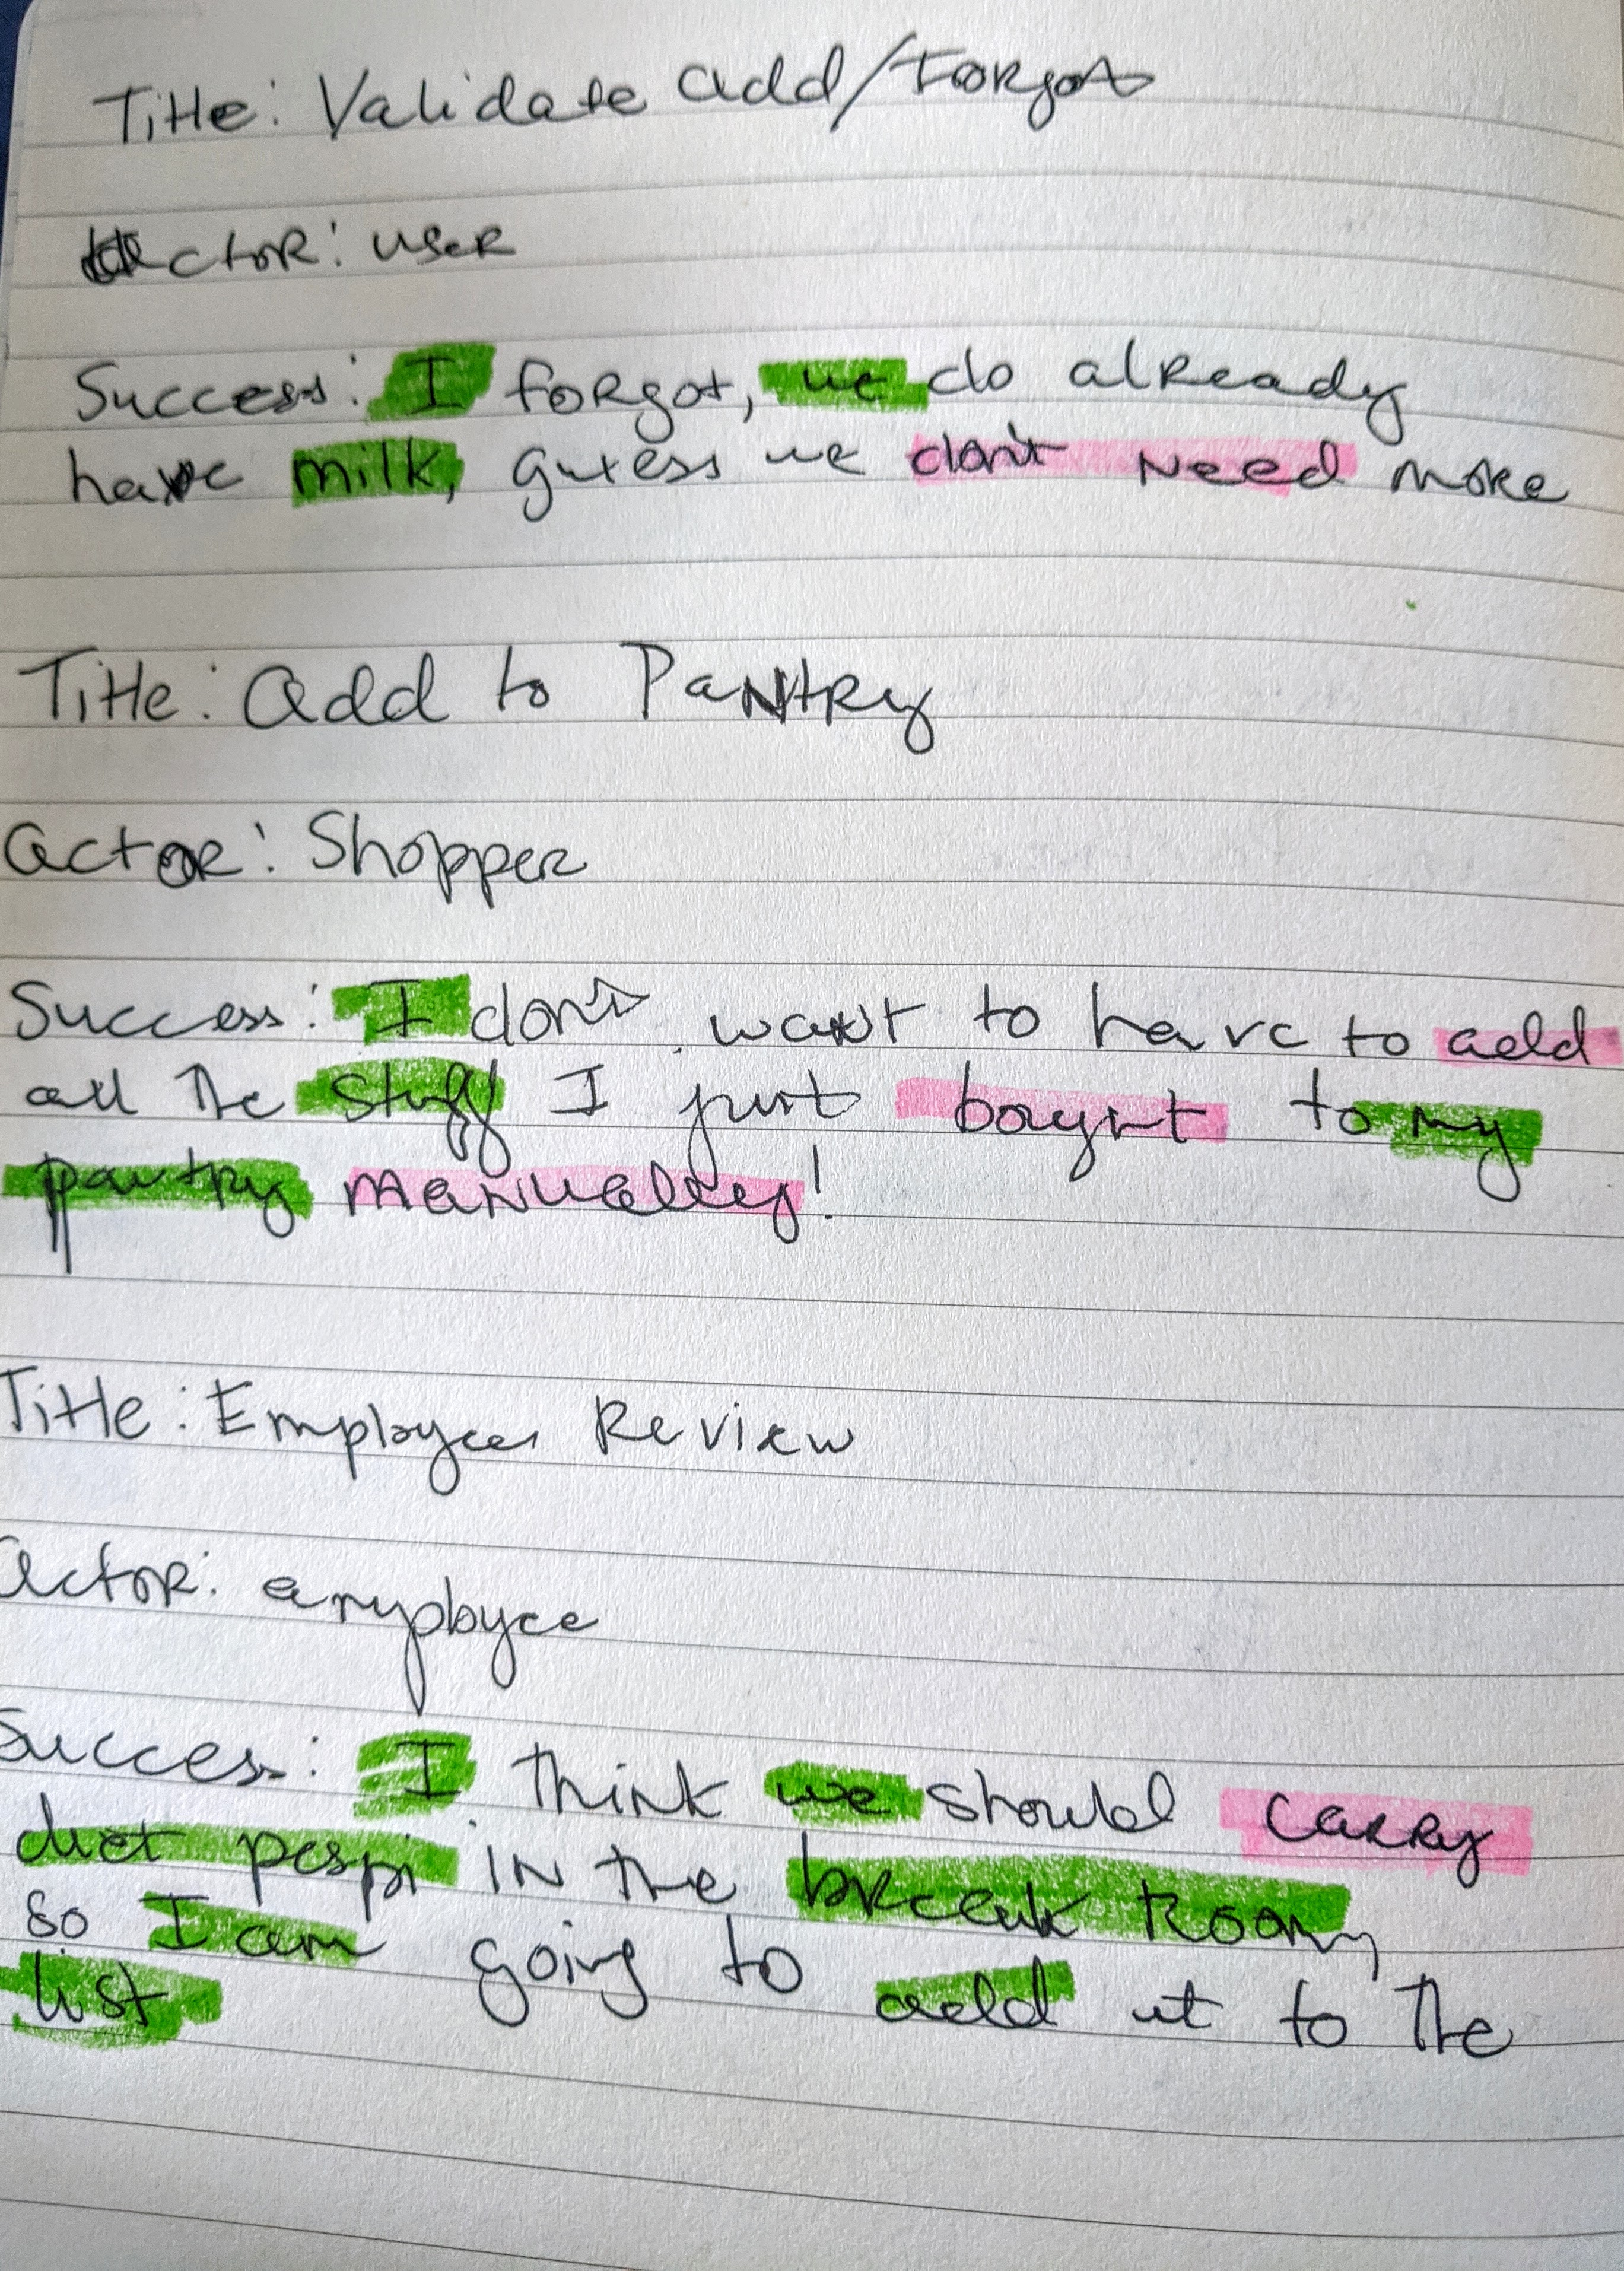 Title: Validate add/Forgot
actor: user
Success: I forgot, we do already
have milk, guess we don't need more
Title: add to Pantry
actor: Shopper
Success: I don't want to have to add
all the stuff I just bought to my
pantry manually!
Title: Employee Review
actor: employee
Success: I think we should carry
diet pespi in the break room,
so I am going to add it to the
list